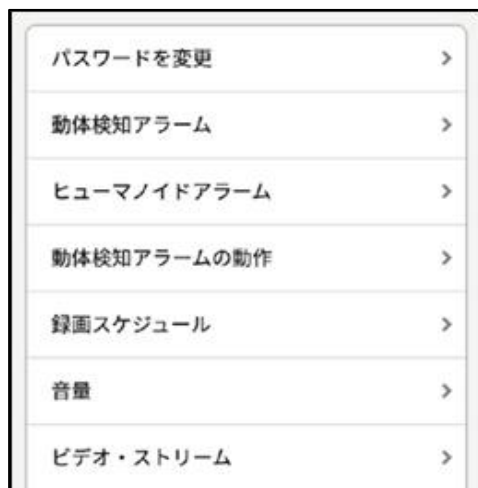 パスワードを変更
動体検知アラーム
ヒューマノイドアラーム
動体検知アラームの動作
録画スケジュール
音量
ビデオ・ストリーム